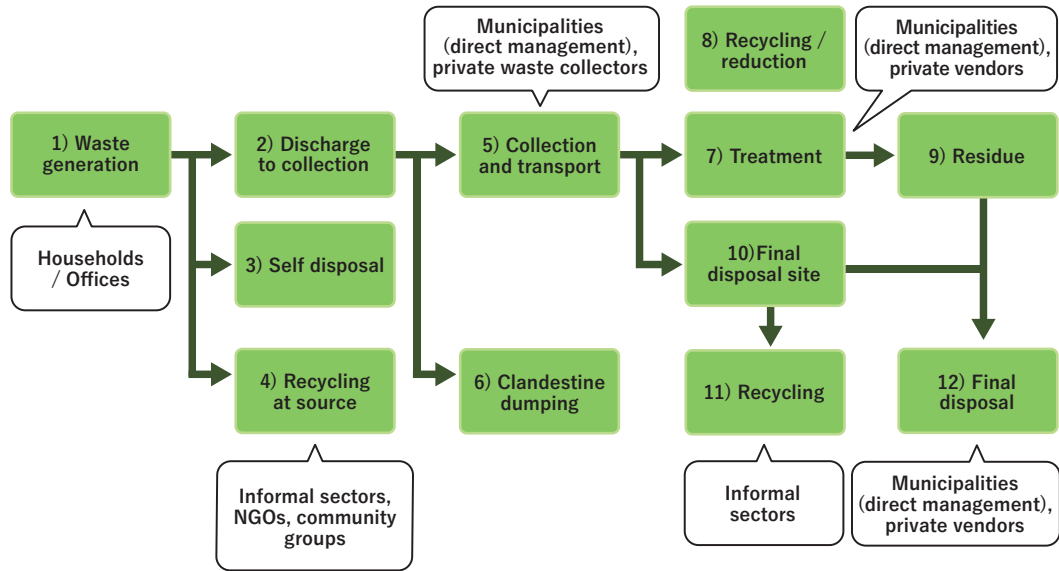 Municipalities
(direct management),
private waste collectors
8) Recycling /
reduction
Municipalities
(direct management),
private vendors
1) Waste
generation
2) Discharge
to collection
5) Collection
and transport
7) Treatment
9) Residue
Households
/ Offices
3) Self disposal
10)Final
disposal site
4) Recycling
at source
6) Clandestine
dumping
11) Recycling
12) Final
disposal
Informal sectors,
NGOs, community
groups
Informal
sectors
Municipalities
(direct management),
private vendors